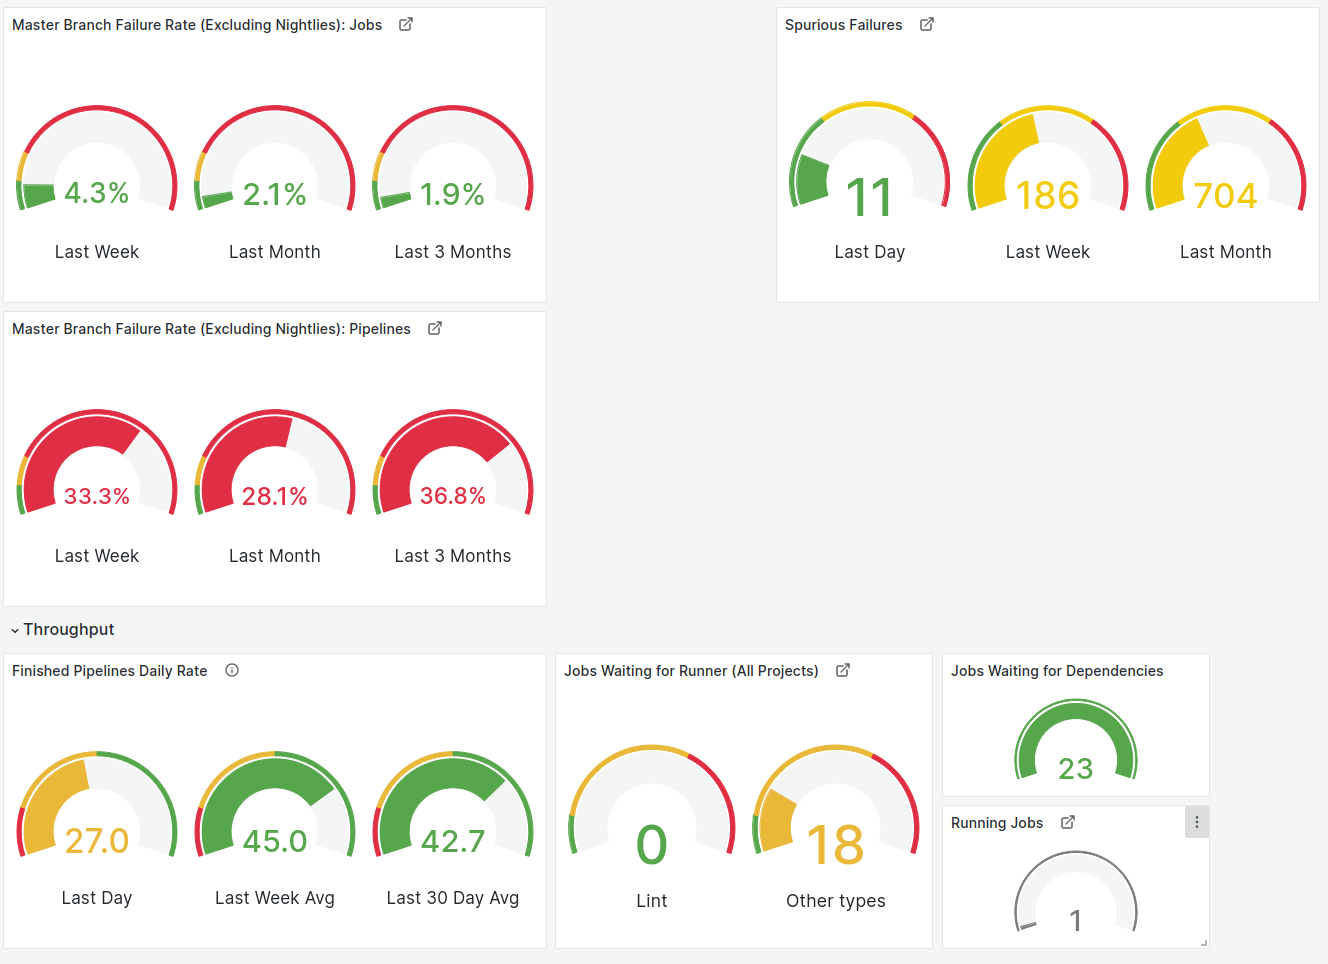 Master Branch Failure Rate (Excluding Nightlies): Jobs
4.3%
2.1%
1.9%
Last Week
Last Month
Last 3 Months
Spurious Failures
11
186
704
Last Day
Last Week
Last Month
Master Branch Failure Rate (Excluding Nightlies): Pipelines
33.3%
28.1%
36.8%
Last Week
Last Month
Last 3 Months
Throughput
Finished Pipelines Daily Rate
27.0
45.0
42.7
Last Day
Last Week Avg
Last 30 Day Avg
Jobs Waiting for Runner (All Projects)
0
18
Lint
Other types
Jobs Waiting for Dependencies
23
Running Jobs
1